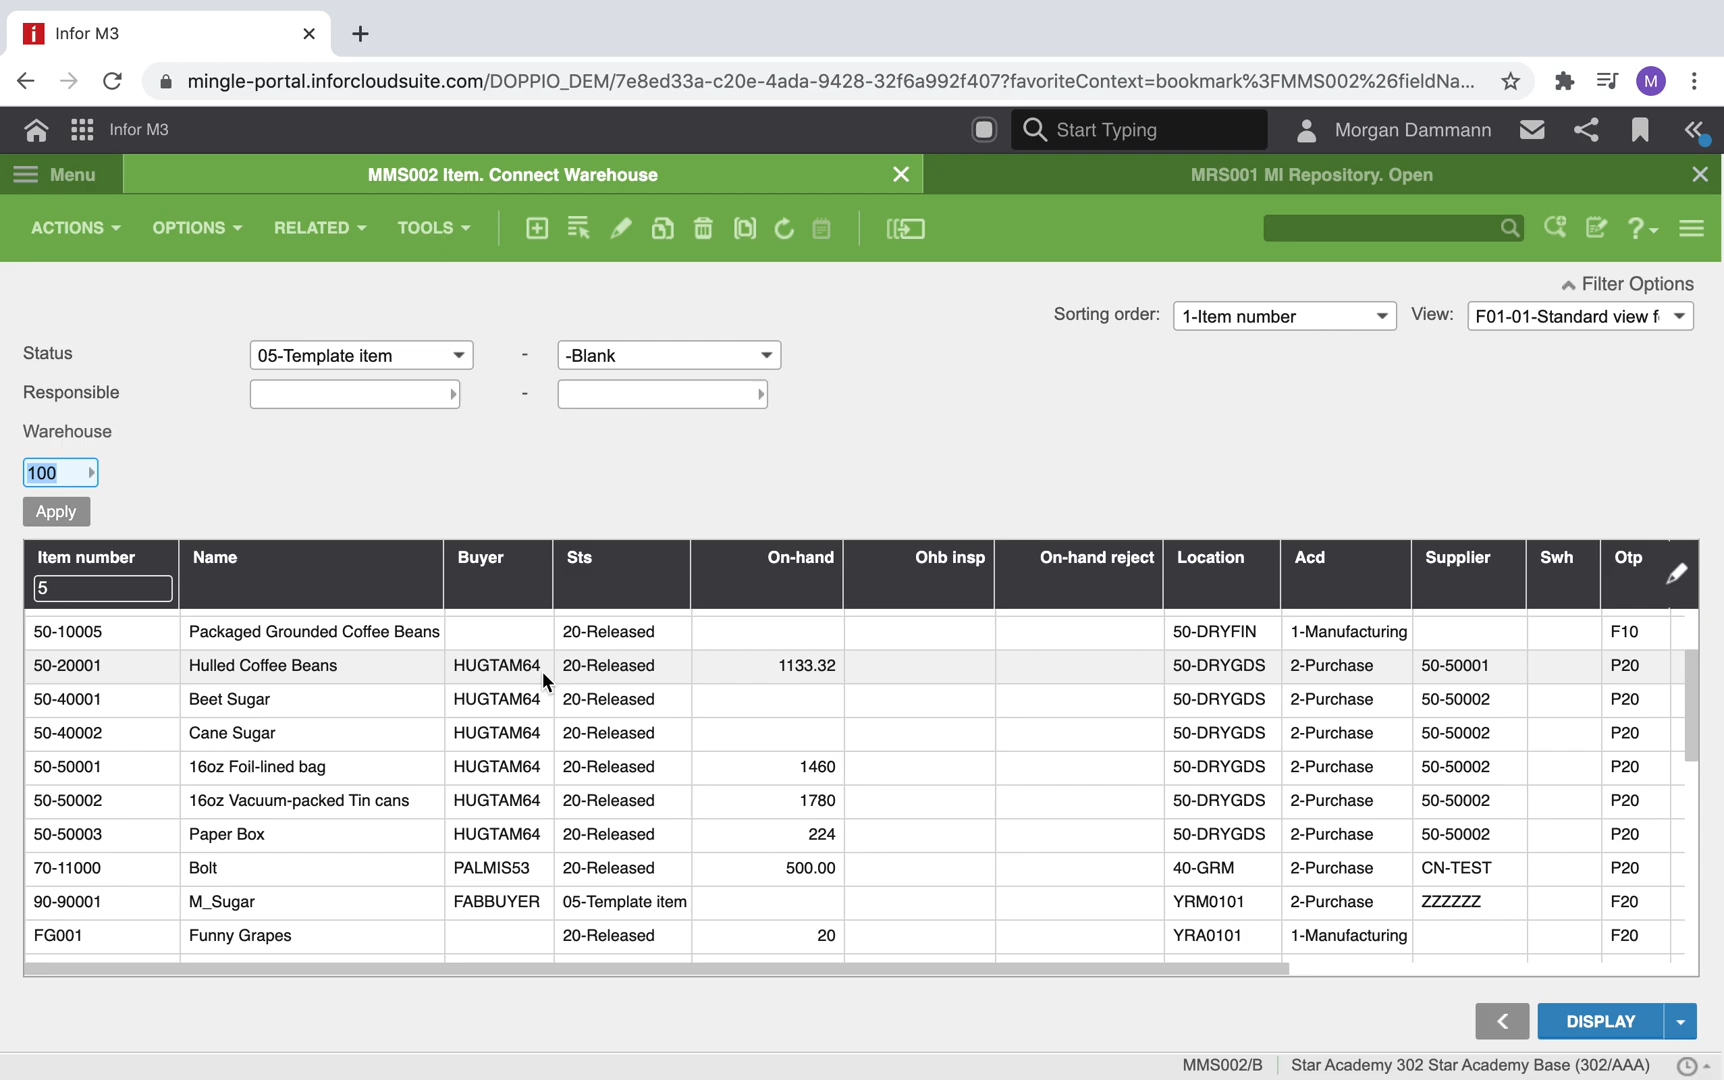 Infor M3
mingle-portal.inforcloudsuite.com/DOPPIO_DEM/7e8ed33a-c20e-4ada-9428-32f6a992f407?favoriteContext=bookmark%3FMMS002%26fieldNa...
M
Infor M3
Start Typing
Morgan Dammann
Menu
MMS002 Item. Connect Warehouse
MRS001 MI Repository. Open
ACTIONS OPTIONS RELATED TOOLS
Filter Options
Sorting order: 1-Item number View: F01-01-Standard view f
Status 05-Template item - -Blank
Responsible -
Warehouse
100
Apply
Item number Name Buyer Sts On-hand Ohb insp On-hand reject Location Acd Supplier Swh Otp
5
50-10005 Packaged Grounded Coffee Beans 20-Released 50-DRYFIN 1-Manufacturing F10
50-20001 Hulled Coffee Beans HUGTAM64 20-Released 1133.32 50-DRYGDS 2-Purchase 50-50001 P20
50-40001 Beet Sugar HUGTAM64 20-Released 50-DRYGDS 2-Purchase 50-50002 P20
50-40002 Cane Sugar HUGTAM64 20-Released 50-DRYGDS 2-Purchase 50-50002 P20
50-50001 16oz Foil-lined bag HUGTAM64 20-Released 1460 50-DRYGDS 2-Purchase 50-50002 P20
50-50002 16oz Vacuum-packed Tin cans HUGTAM64 20-Released 1780 50-DRYGDS 2-Purchase 50-50002 P20
50-50003 Paper Box HUGTAM64 20-Released 224 50-DRYGDS 2-Purchase 50-50002 P20
70-11000 Bolt PALMIS53 20-Released 500.00 40-GRM 2-Purchase CN-TEST P20
90-90001 M_Sugar FABBUYER 05-Template item YRM0101 2-Purchase ZZZZZZ F20
FG001 Funny Grapes 20-Released 20 YRA0101 1-Manufacturing F20
DISPLAY
MMS002/B Star Academy 302 Star Academy Base (302/AAA)